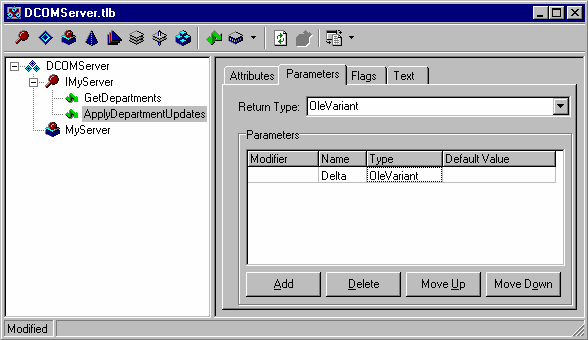 DCOMServer.tlb
DCOMServer
IMyServer
GetDepartments
ApplyDepartmentUpdates
MyServer
Attributes Parameters Flags Text
Return Type: OleVariant
Parameters
Modifier Name Type Default Value
Delta OleVariant
Add Delete Move Up Move Down
Modified